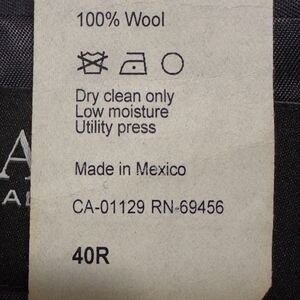 100% Wool
Dry clean only
Low moisture
Utility press
Made in Mexico
CA-01129 RN-69456
40R